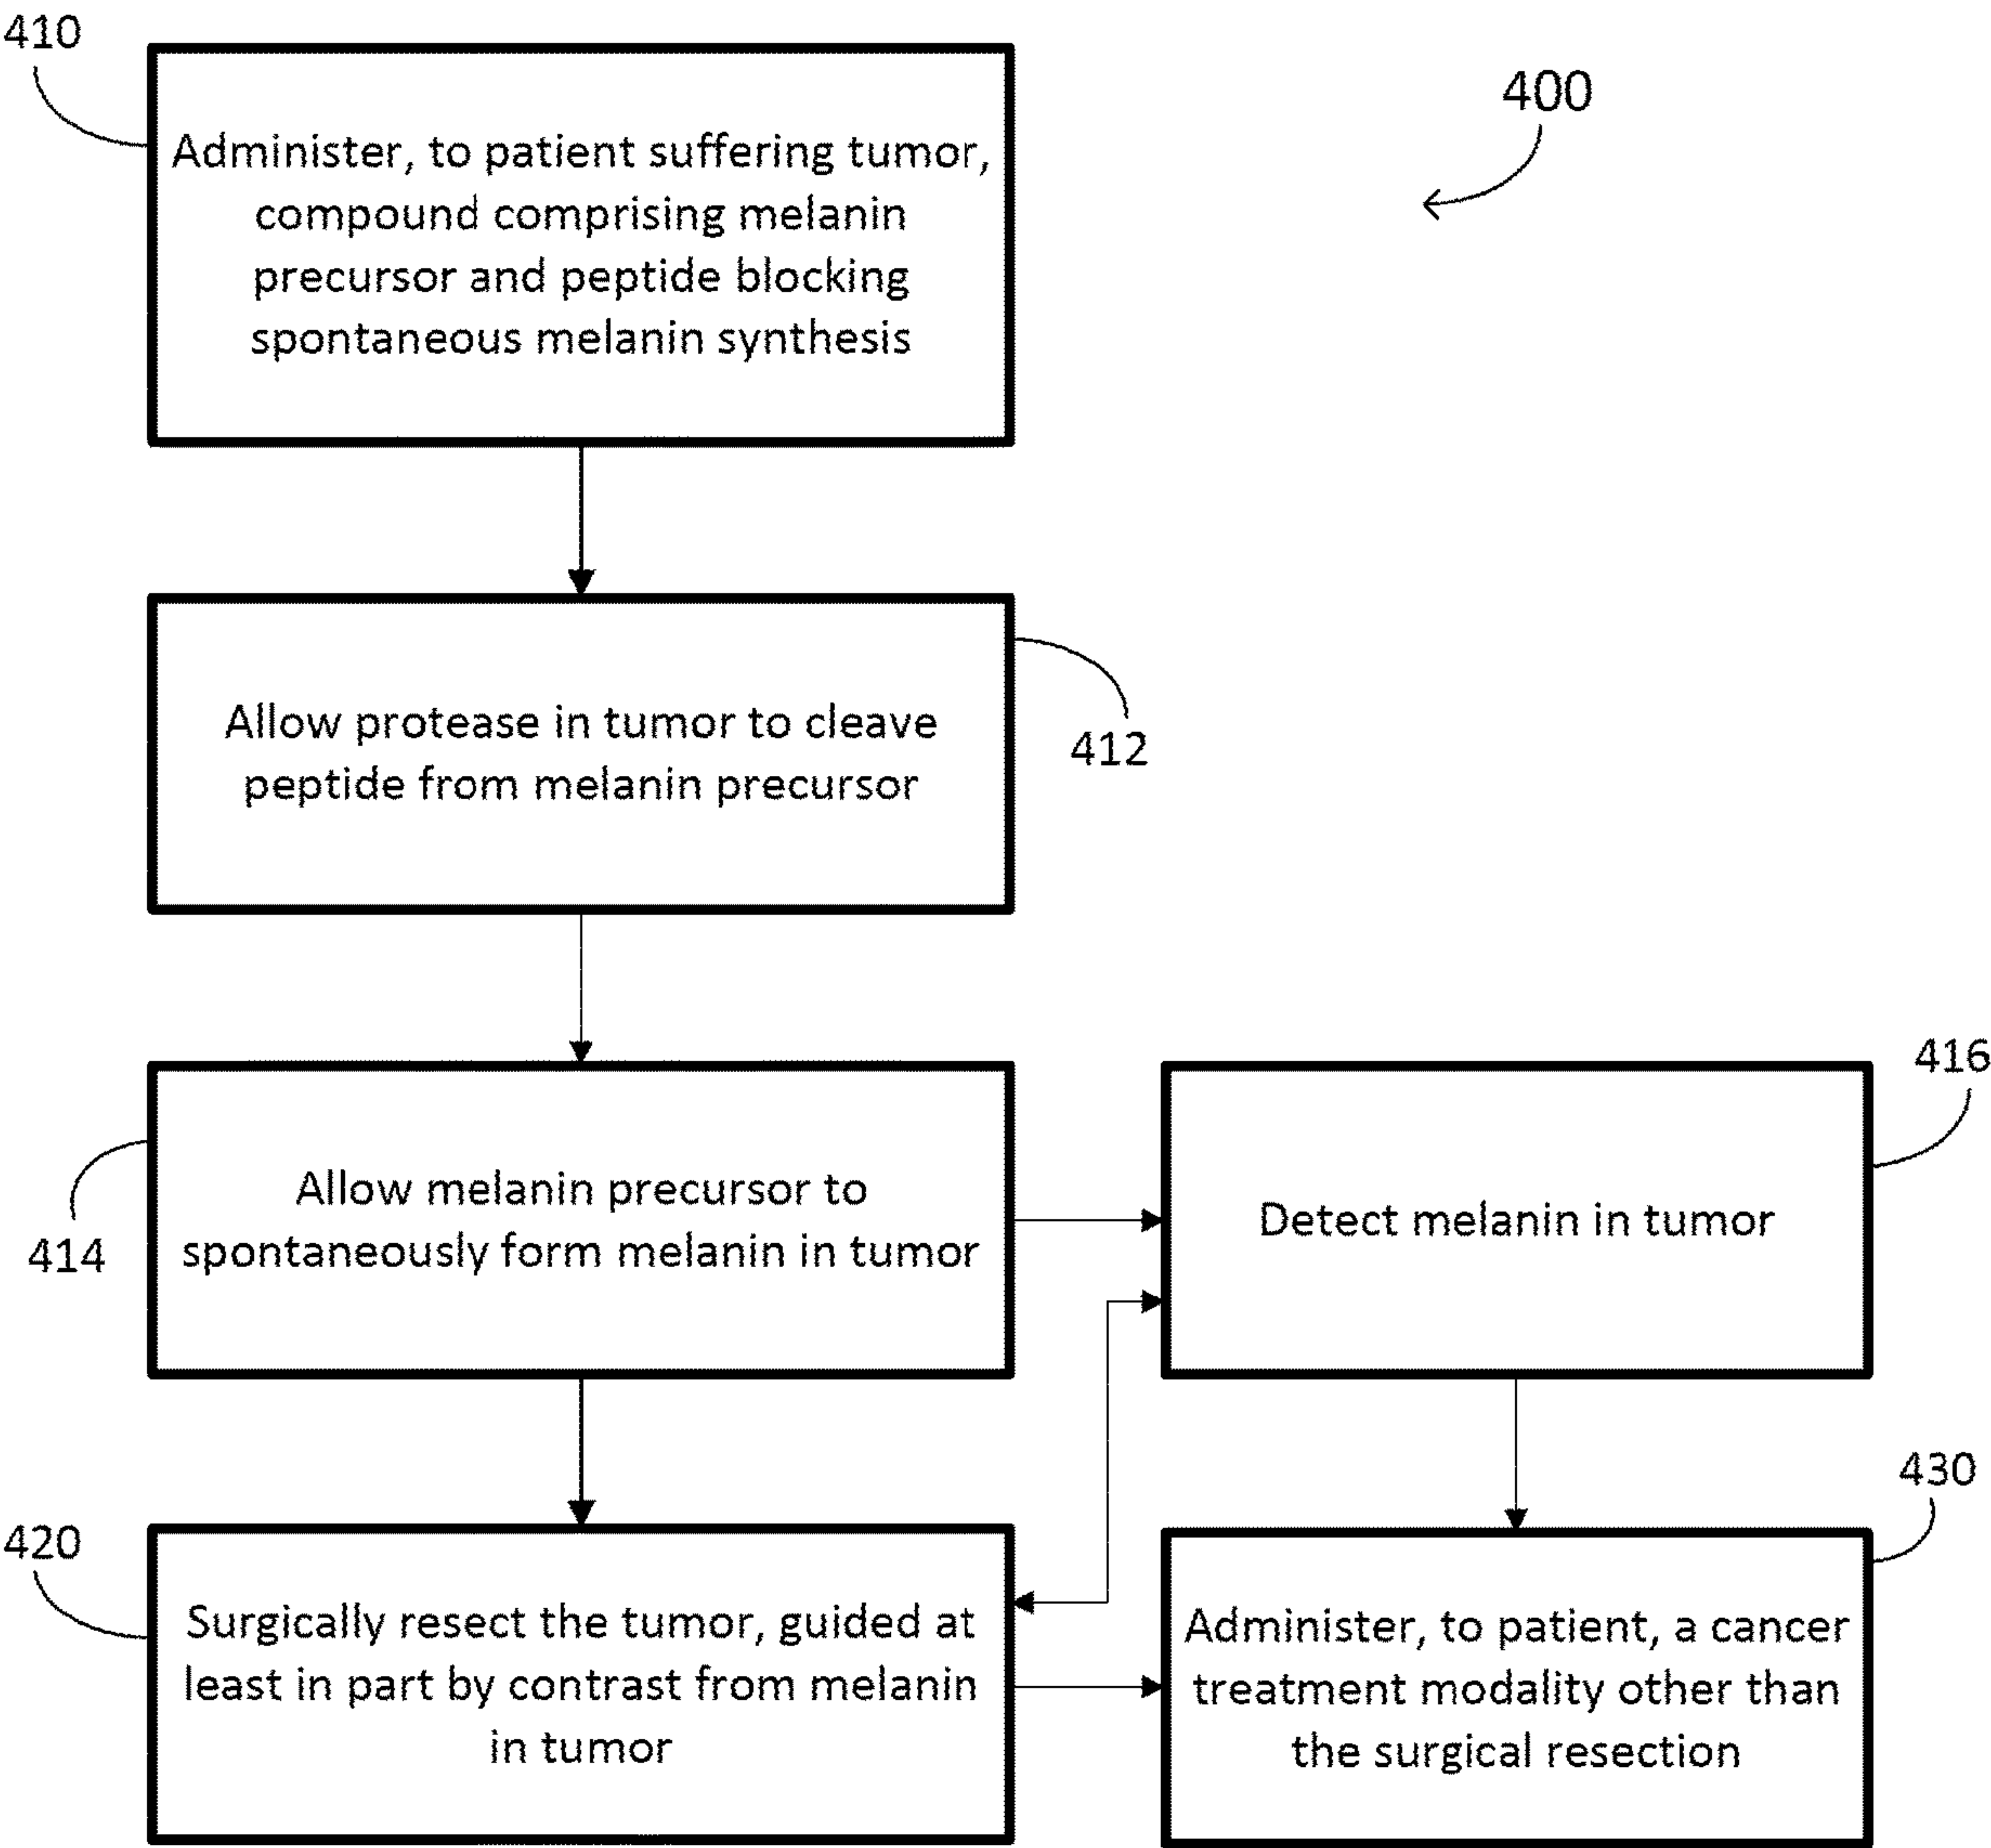 410
400
Administer, to patient suffering tumor,
compound comprising melanin
precursor and peptide blocking
spontaneous melanin synthesis
Allow protease in tumor to cleave
peptide from melanin precursor
412
416
Allow melanin precursor to
spontaneously form melanin in tumor
414
Detect melanin in tumor
430
420
Surgically resect the tumor, guided at
least in part by contrast from melanin
in tumor
Administer, to patient, a cancer
treatment modality other than
the surgical resection